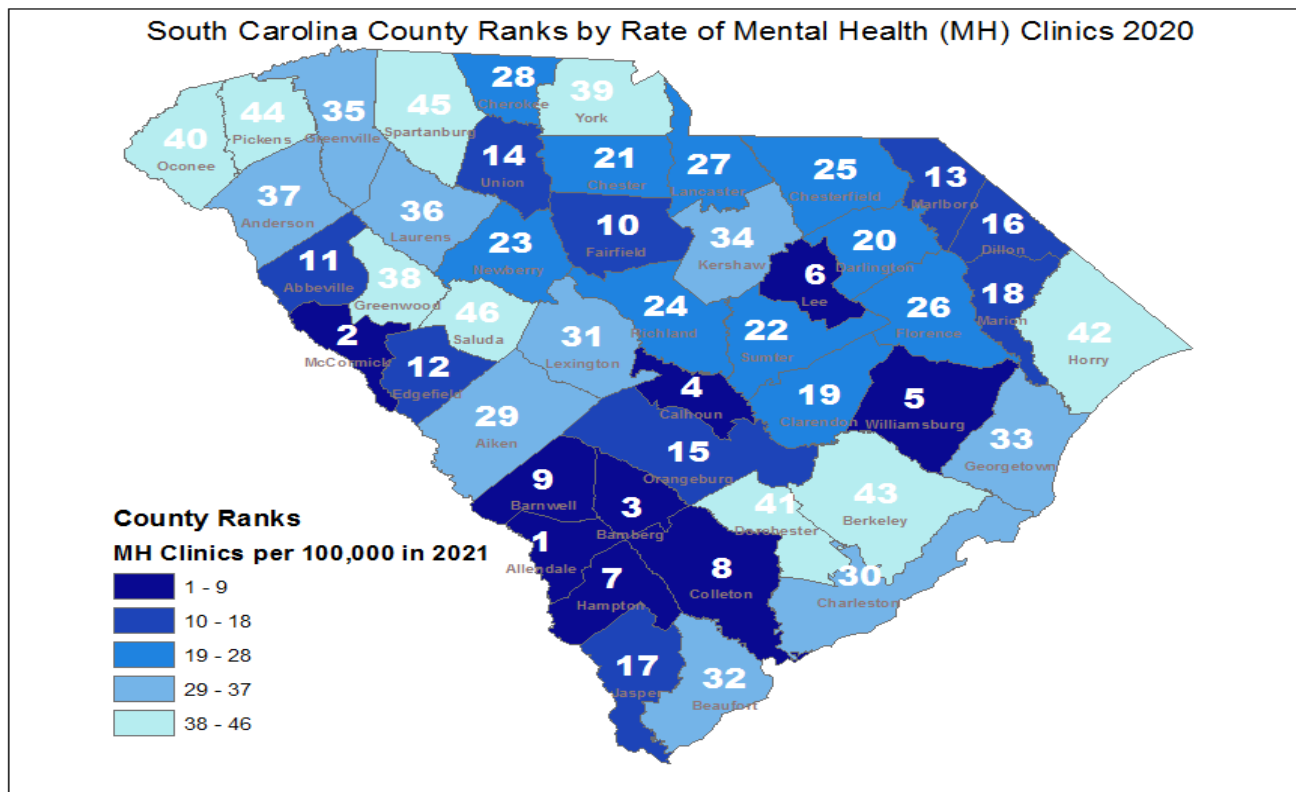 South Carolina County Ranks by Rate of Mental Health (MH) Clinics 2020
28
Cherokee
39
York
45
Spartanburg
35
Greenville
44
Pickens
40
Oconee
14
Union
21
Chester
27
Lancaster
25
Chesterfield
13
Marlboro
37
Anderson
36
Laurens
23
Newberry
10
Fairfield
34
Kershaw
20
Darlington
16
Dillon
11
Abbeville
38
Greenwood
6
Lee
18
Marion
2
McCormick
46
Saluda
31
Lexington
24
Richland
22
Sumter
26
Florence
42
Horry
12
Edgefield
4
Calhoun
19
Clarendon
5
Williamsburg
29
Aiken
15
Orangeburg
33
Georgetown
9
Barnwell
3
Bamberg
41
Dorchester
43
Berkeley
1
Allendale
7
Hampton
8
Colleton
30
Charleston
17
Jasper
32
Beaufort
County Ranks
MH Clinics per 100,000 in 2021
1 - 9
10 - 18
19 - 28
29 - 37
38 - 46